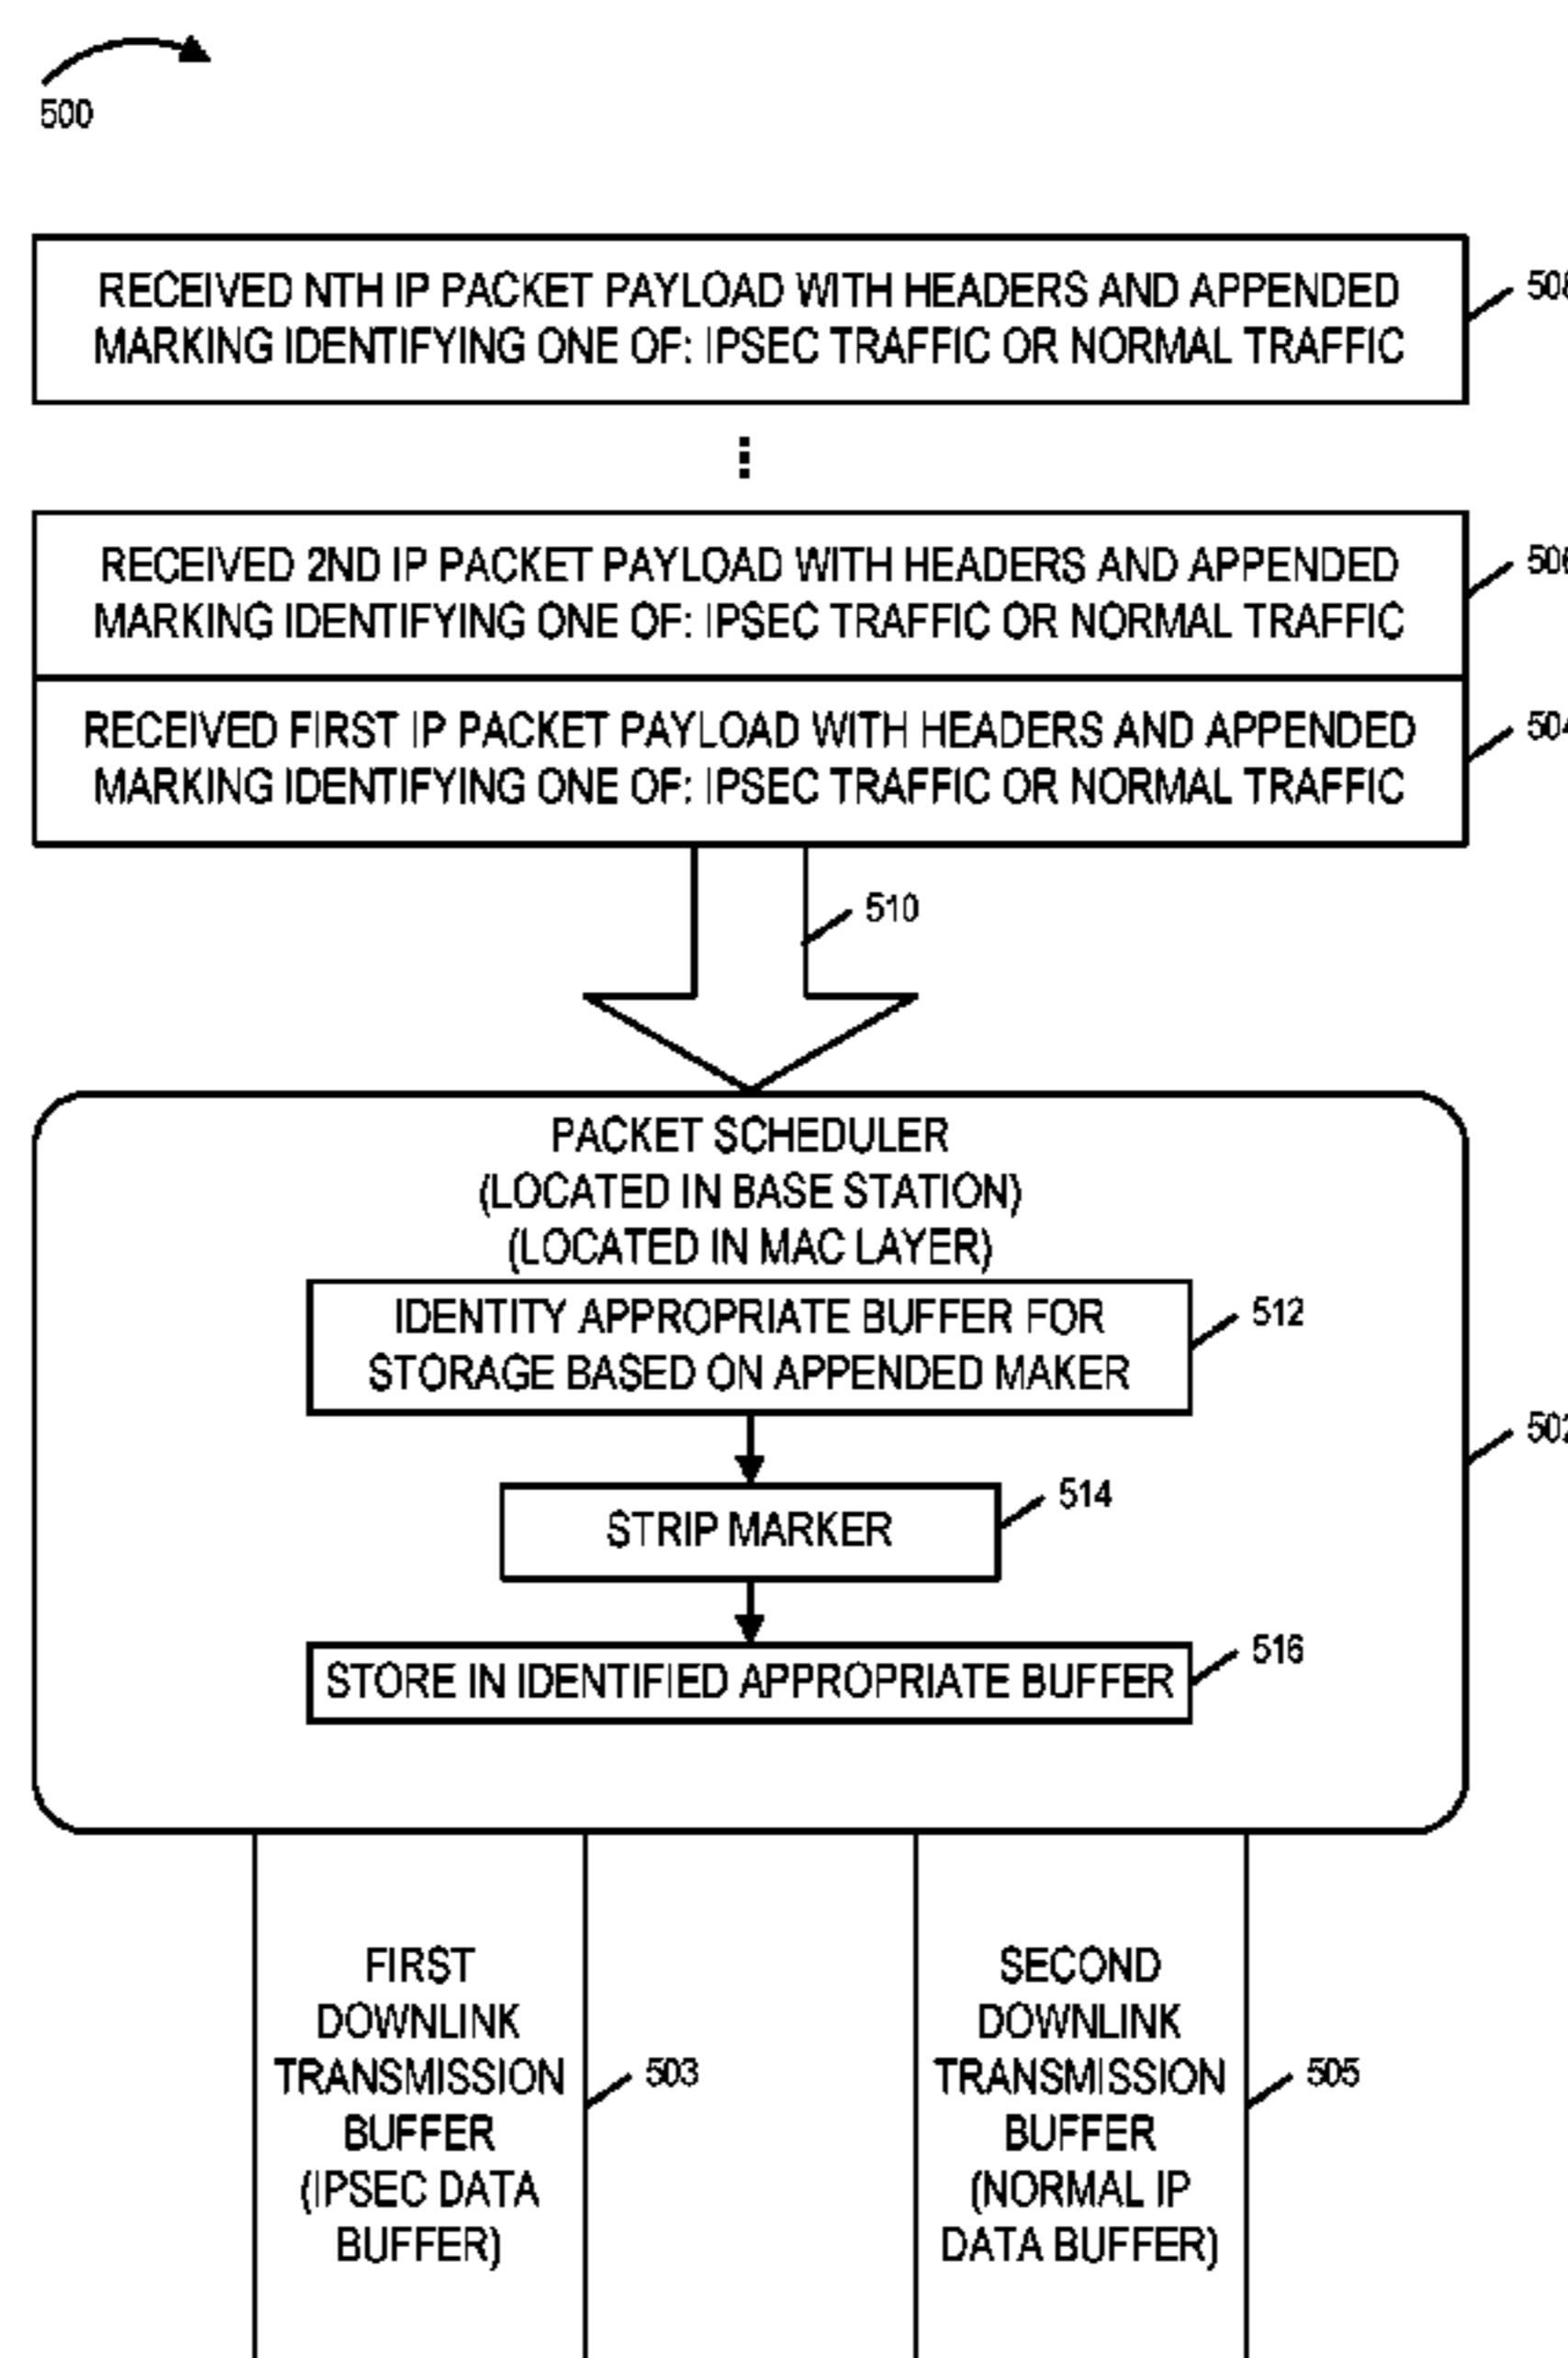 500
RECEIVED NTH IP PACKET PAYLOAD WITH HEADERS AND APPENDED
MARKING IDENTIFYING ONE OF: IPSEC TRAFFIC OR NORMAL TRAFFIC
508
RECEIVED 2ND IP PACKET PAYLOAD WITH HEADERS AND APPENDED
MARKING IDENTIFYING ONE OF: IPSEC TRAFFIC OR NORMAL TRAFFIC
506
RECEIVED FIRST IP PACKET PAYLOAD WITH HEADERS AND APPENDED
MARKING IDENTIFYING ONE OF: IPSEC TRAFFIC OR NORMAL TRAFFIC
504
510
PACKET SCHEDULER
(LOCATED IN BASE STATION)
(LOCATED IN MAC LAYER)
IDENTITY APPROPRIATE BUFFER FOR
STORAGE BASED ON APPENDED MAKER
512
502
STRIP MARKER
514
STORE IN IDENTIFIED APPROPRIATE BUFFER
516
FIRST
DOWNLINK
TRANSMISSION
BUFFER
(IPSEC DATA
BUFFER)
503
SECOND
DOWNLINK
TRANSMISSION
BUFFER
(NORMAL IP
DATA BUFFER)
505